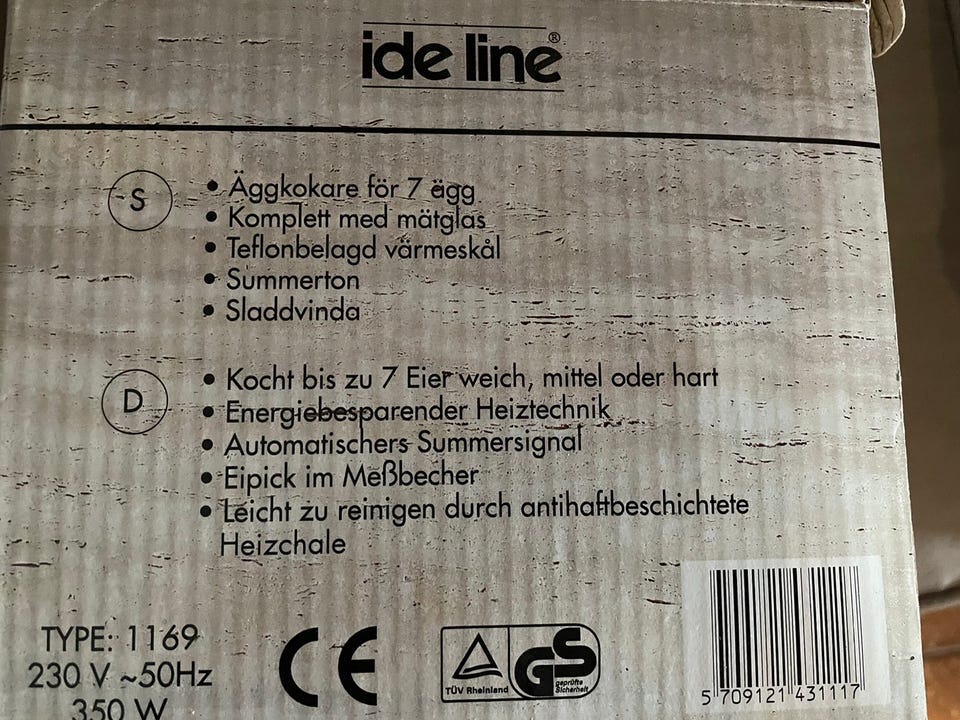 ide line®
S
• Äggkokare för 7 ägg
• Komplett med mätglas
• Teflonbelagd värmeskål
• Summerton
• Sladdvinda
D
• Kocht bis zu 7 Eier weich, mittel oder hart
• Energiebesparender Heiztechnik
• Automatischers Summersignal
• Eipick im Meßbecher
• Leicht zu reinigen durch antihaftbeschichtete
Heizchale
TYPE: 1169
230 V ~50Hz
350 W
CE
TÜV Rheinland
GS
geprüfte
Sicherheit
5 709121 431117